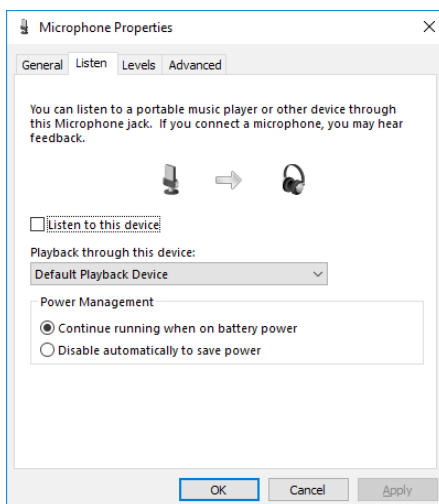 Microphone Properties
General Listen Levels Advanced
You can listen to a portable music player or other device through
this Microphone jack. If you connect a microphone, you may hear
feedback.
Listen to this device
Playback through this device:
Default Playback Device
Power Management
Continue running when on battery power
Disable automatically to save power
OK Cancel Apply